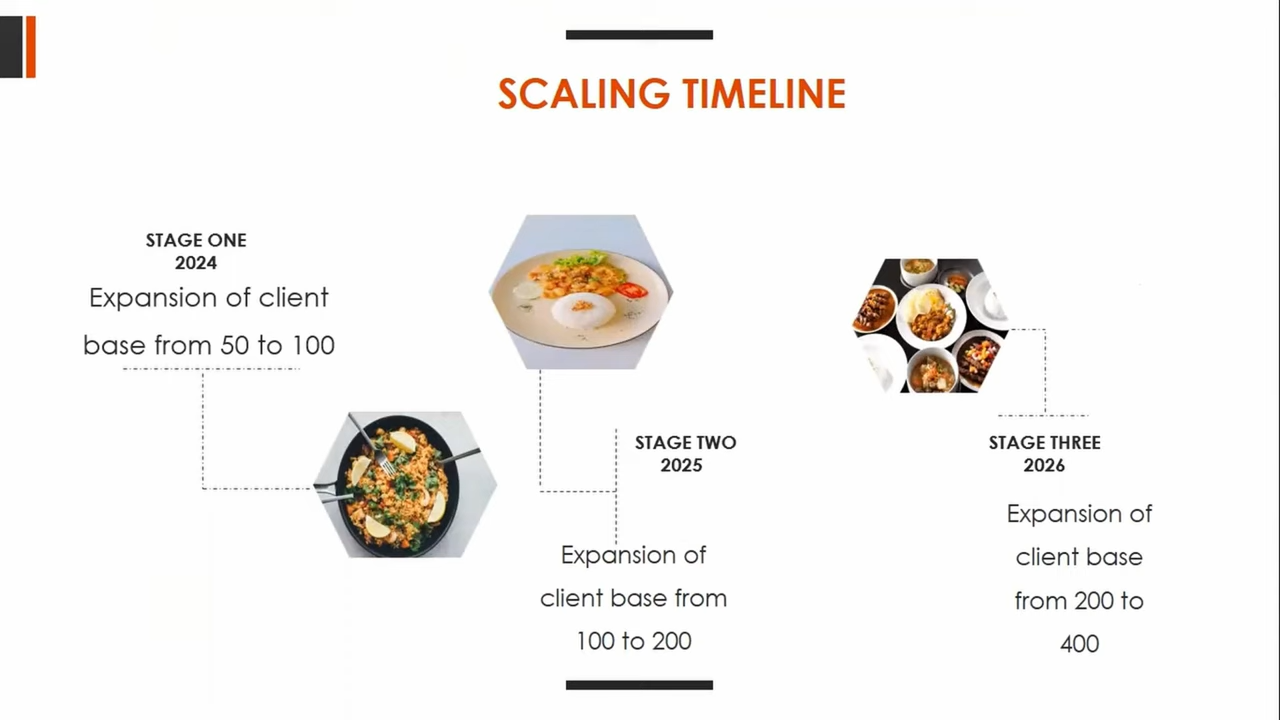 SCALING TIMELINE
STAGE ONE
2024
Expansion of client
base from 50 to 100
STAGE TWO
2025
Expansion of
client base from
100 to 200
STAGE THREE
2026
Expansion of
client base
from 200 to
400